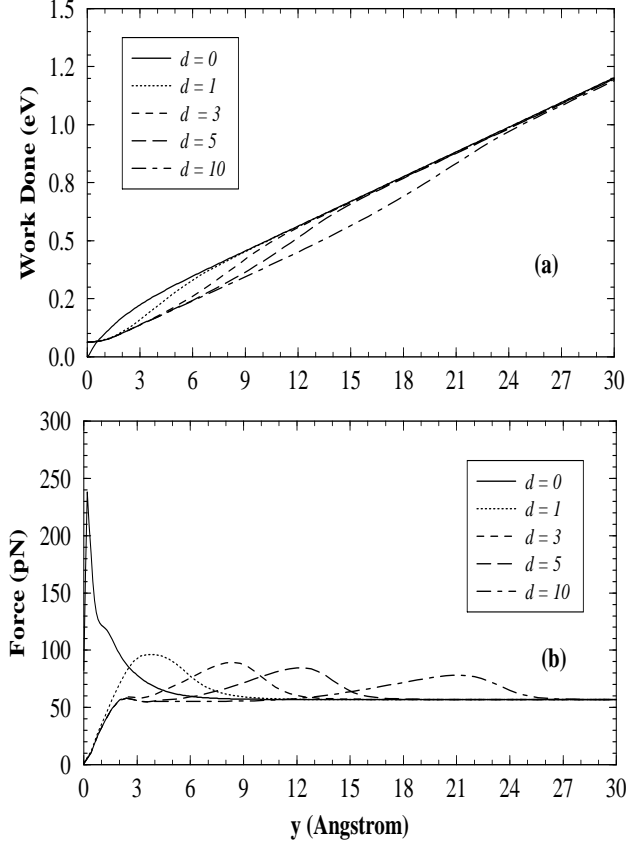 1.5
1.2
1.0
0.8
0.5
0.2
0.0
Work Done (eV)
d = 0
d = 1
d = 3
d = 5
d = 10
(a)
0 3 6 9 12 15 18 21 24 27 30
300
250
200
150
100
50
0
Force (pN)
d = 0
d = 1
d = 3
d = 5
d = 10
(b)
0 3 6 9 12 15 18 21 24 27 30
y (Angstrom)